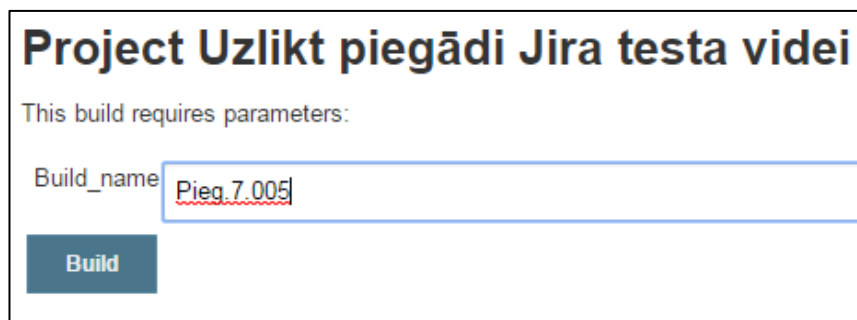 Project Uzlikt piegādi Jira testa videi
This build requires parameters:
Build_name Pieg.7.005
Build